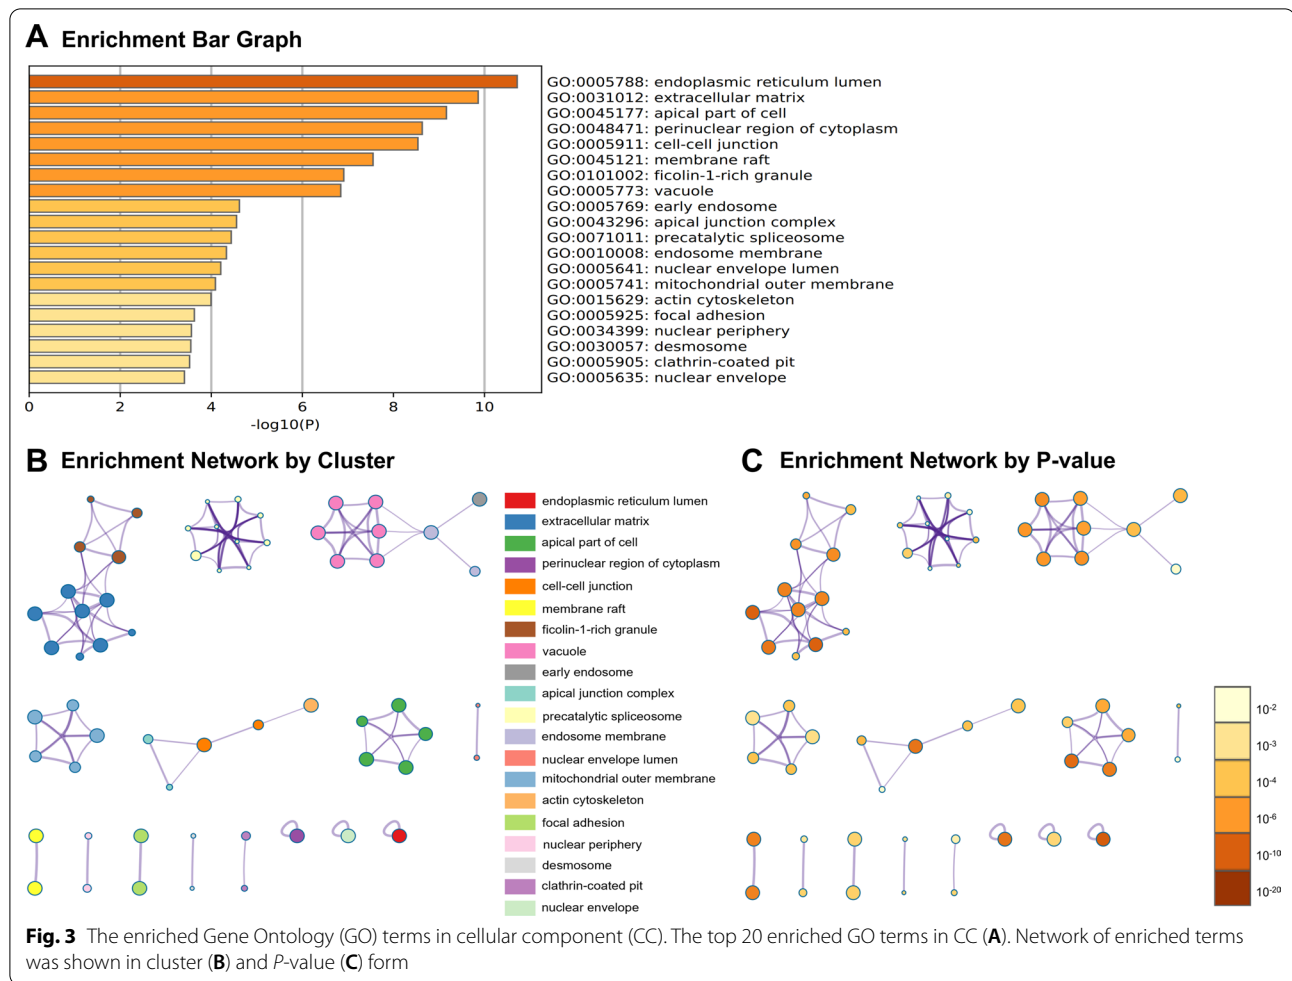 A Enrichment Bar Graph
GO:0005788: endoplasmic reticulum lumen
GO:0031012: extracellular matrix
GO:0045177: apical part of cell
GO:0048471: perinuclear region of cytoplasm
GO:0005911: cell-cell junction
GO:0045121: membrane raft
GO:0101002: ficolin-1-rich granule
GO:0005773: vacuole
GO:0005769: early endosome
GO:0043296: apical junction complex
GO:0071011: precatalytic spliceosome
GO:0010008: endosome membrane
GO:0005641: nuclear envelope lumen
GO:0005741: mitochondrial outer membrane
GO:0015629: actin cytoskeleton
GO:0005925: focal adhesion
GO:0034399: nuclear periphery
GO:0030057: desmosome
GO:0005905: clathrin-coated pit
GO:0005635: nuclear envelope
0 2 4 6 8 10
-log10(P)
B Enrichment Network by Cluster
endoplasmic reticulum lumen
extracellular matrix
apical part of cell
perinuclear region of cytoplasm
cell-cell junction
membrane raft
ficolin-1-rich granule
vacuole
early endosome
apical junction complex
precatalytic spliceosome
endosome membrane
nuclear envelope lumen
mitochondrial outer membrane
actin cytoskeleton
focal adhesion
nuclear periphery
desmosome
clathrin-coated pit
nuclear envelope
C Enrichment Network by P-value
10-2
10-3
10-4
10-6
10-10
10-20
Fig. 3 The enriched Gene Ontology (GO) terms in cellular component (CC). The top 20 enriched GO terms in CC (A). Network of enriched terms
was shown in cluster (B) and P-value (C) form